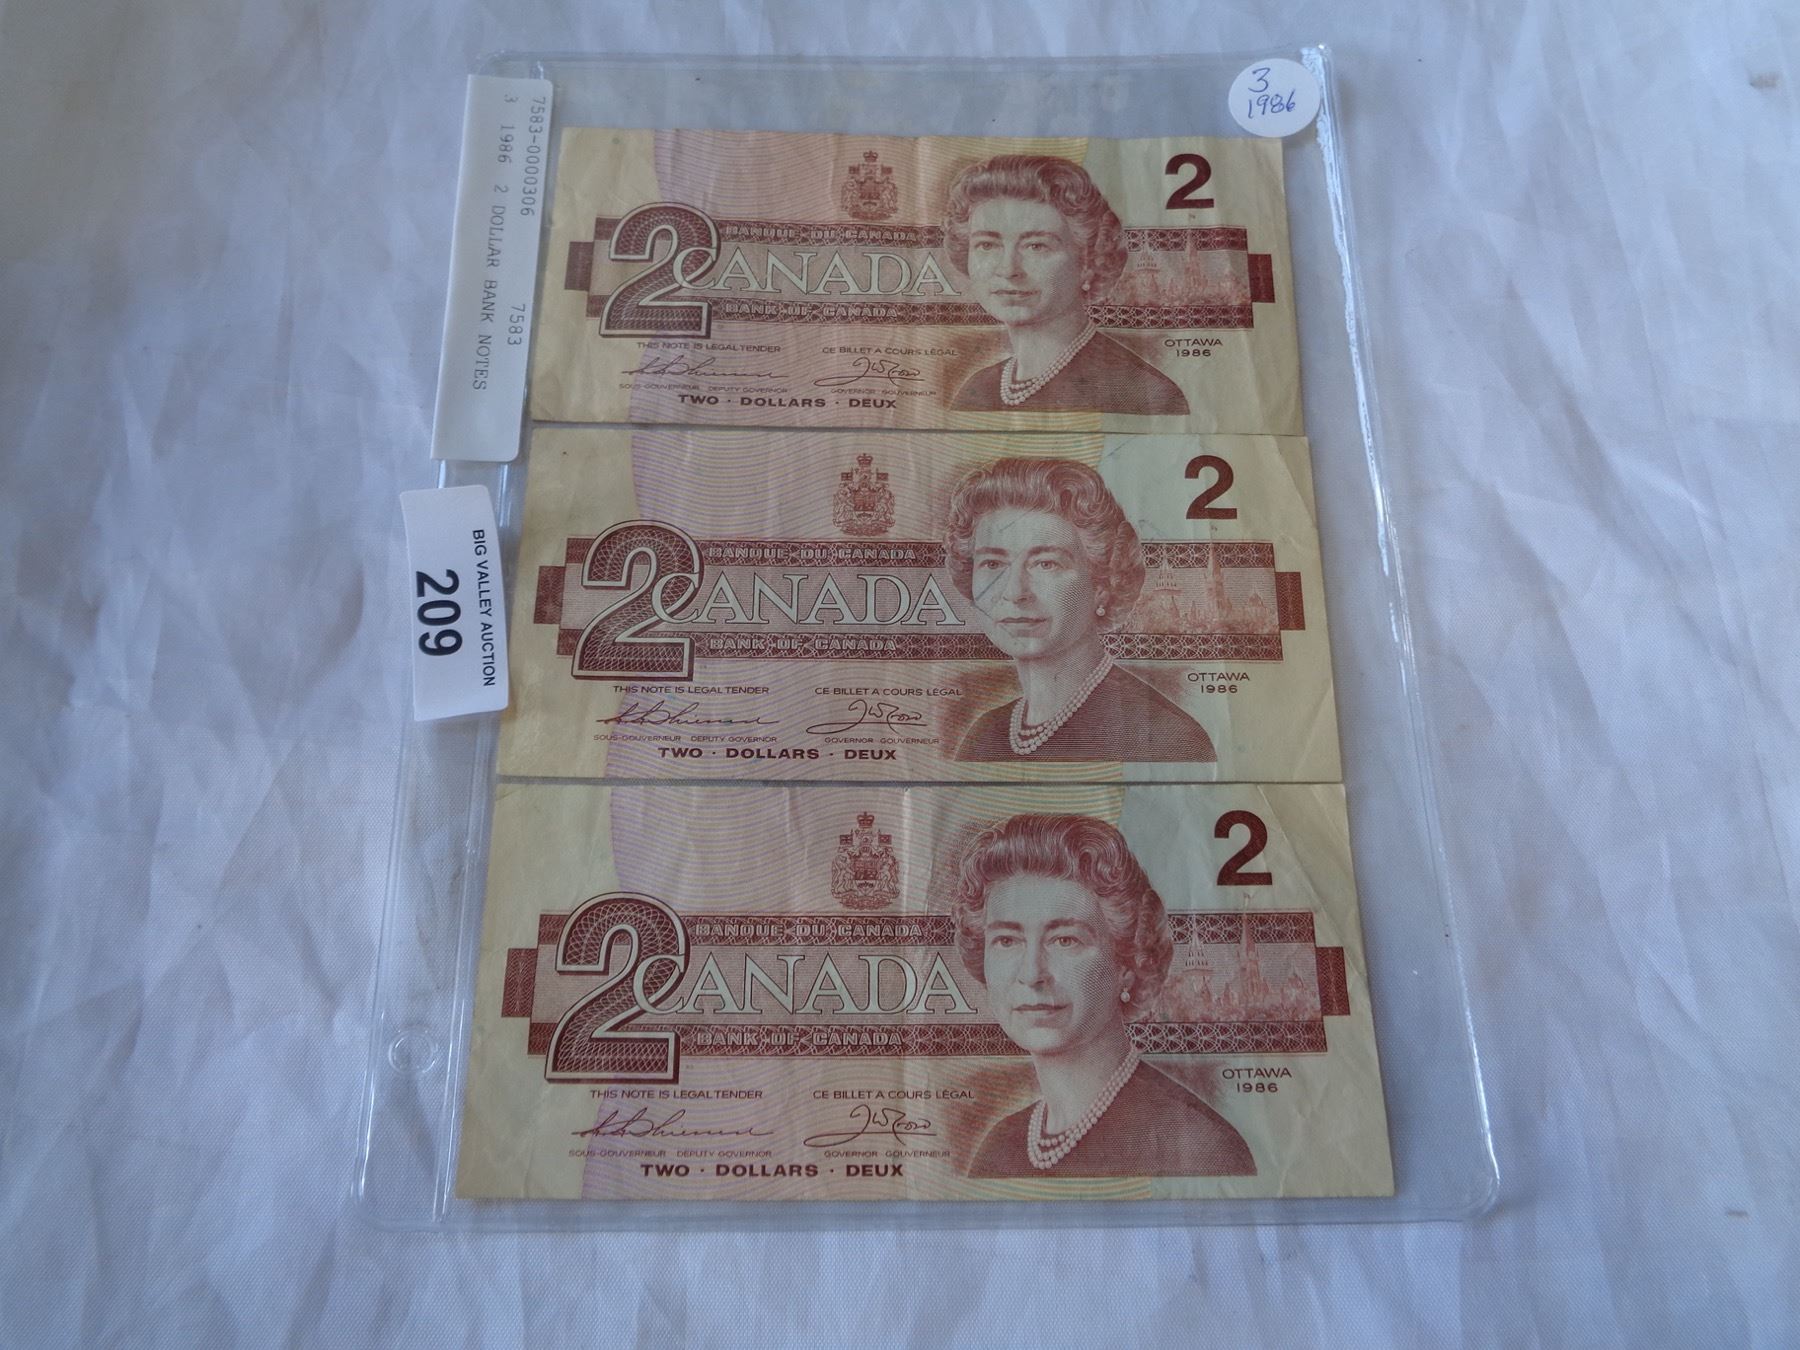 3
1986
7583-0000306 7583
3 1986 2 DOLLAR BANK NOTES
BIG VALLEY AUCTION
209
2
BANQUE DU CANADA
2 CANADA
BANK OF CANADA
THIS NOTE IS LEGAL TENDER CE BILLET A COURS LÉGAL
OTTAWA
1986
SOUS-GOUVERNEUR DEPUTY GOVERNOR GOVERNOR GOUVERNEUR
TWO · DOLLARS · DEUX
2
BANQUE DU CANADA
2 CANADA
BANK OF CANADA
THIS NOTE IS LEGAL TENDER CE BILLET A COURS LÉGAL
OTTAWA
1986
SOUS-GOUVERNEUR DEPUTY GOVERNOR GOVERNOR GOUVERNEUR
TWO · DOLLARS · DEUX
2
BANQUE DU CANADA
2 CANADA
BANK OF CANADA
THIS NOTE IS LEGAL TENDER CE BILLET A COURS LÉGAL
OTTAWA
1986
SOUS-GOUVERNEUR DEPUTY GOVERNOR GOVERNOR GOUVERNEUR
TWO · DOLLARS · DEUX